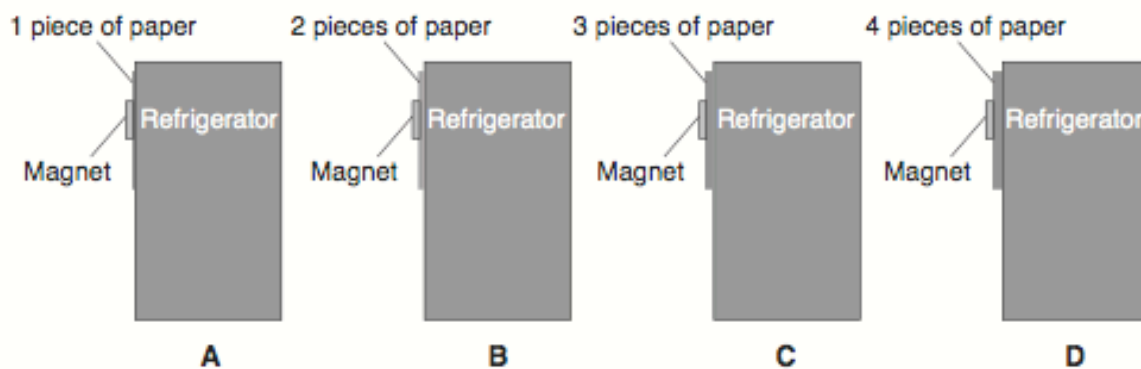 1 piece of paper
2 pieces of paper
3 pieces of paper
4 pieces of paper
Refrigerator
Refrigerator
Refrigerator
Refrigerator
Magnet
Magnet
Magnet
Magnet
A
B
C
D